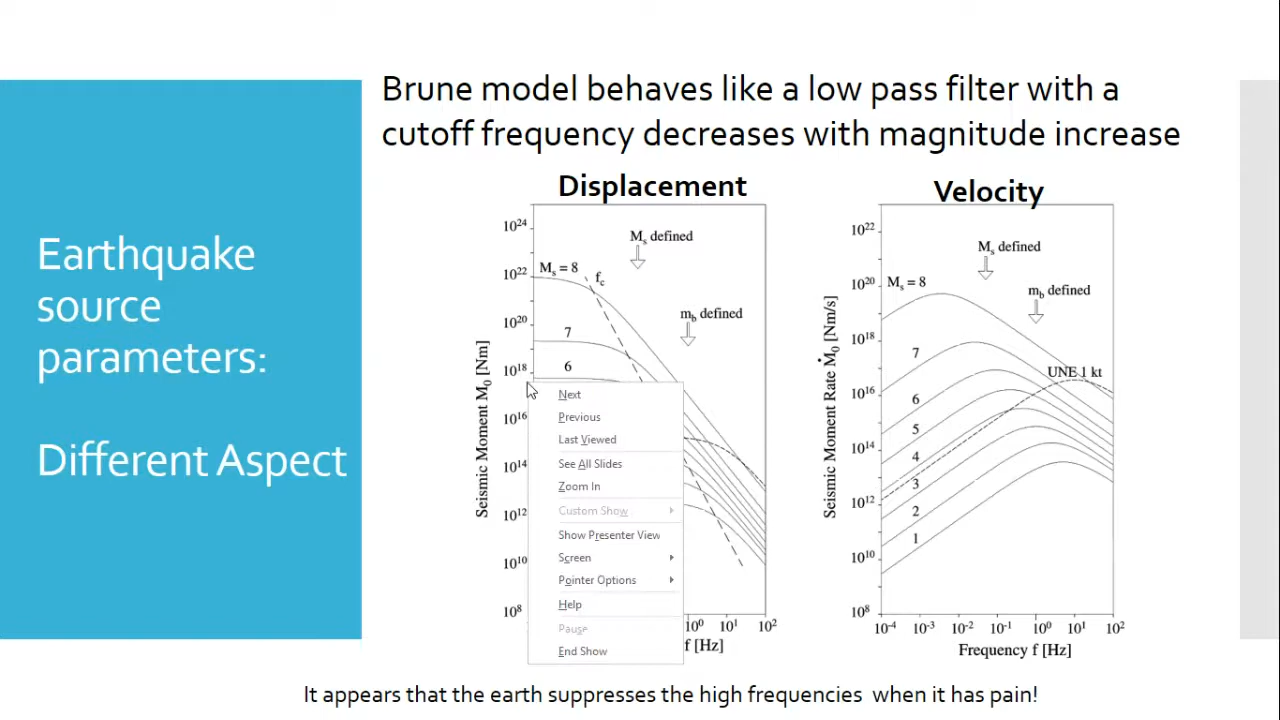 Brune model behaves like a low pass filter with a
cutoff frequency decreases with magnitude increase
Earthquake
source
parameters:
Different Aspect
Displacement
Seismic Moment M₀ [Nm]
10²⁴
10²²
10²⁰
10¹⁸
10¹⁶
10¹⁴
10¹²
10¹⁰
10⁸
Mₛ defined
Mₛ = 8
f꜀
m_b defined
7
6
Next
Previous
Last Viewed
See All Slides
Zoom In
Custom Show
Show Presenter View
Screen
Pointer Options
Help
Pause
End Show
10⁰ 10¹ 10²
f [Hz]
Velocity
Seismic Moment Rate Ṁ₀ [Nm/s]
10²²
10²⁰
10¹⁸
10¹⁶
10¹⁴
10¹²
10¹⁰
10⁸
Mₛ defined
Mₛ = 8
m_b defined
7
UNE 1 kt
6
5
4
3
2
1
10⁻⁴ 10⁻³ 10⁻² 10⁻¹ 10⁰ 10¹ 10²
Frequency f [Hz]
It appears that the earth suppresses the high frequencies when it has pain!